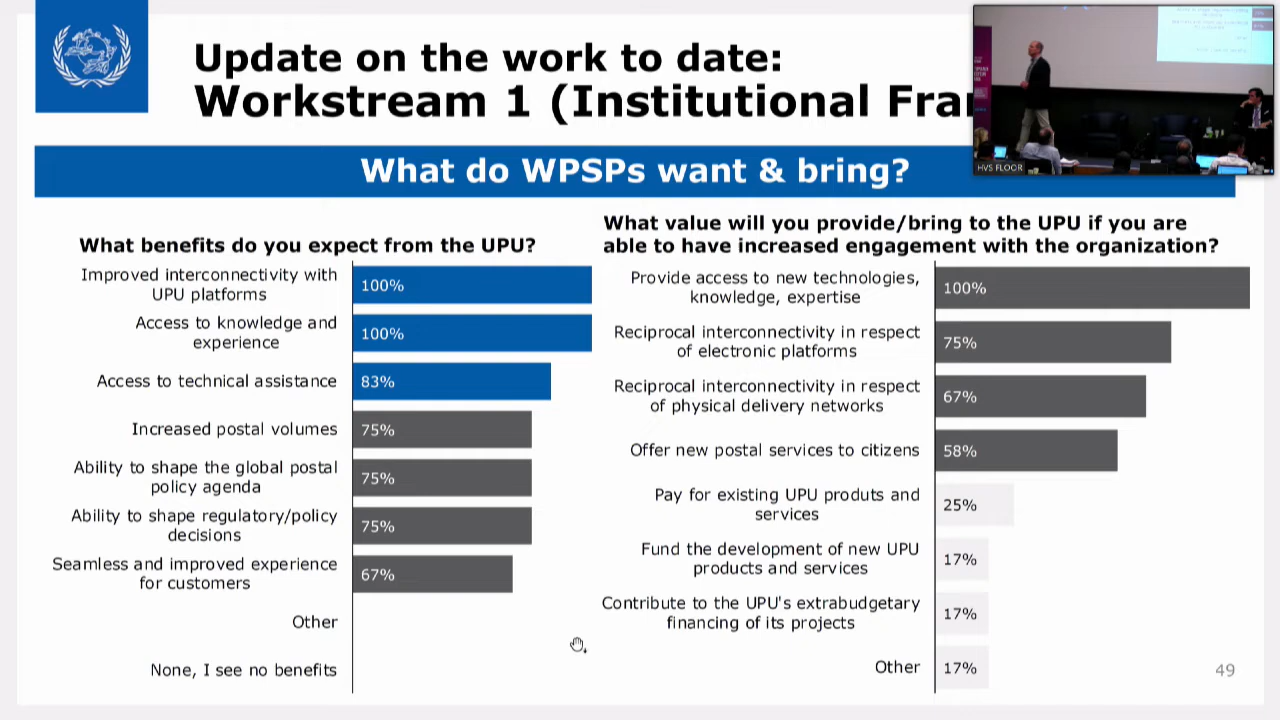 Update on the work to date:
Workstream 1 (Institutional Fra
HVS FLOOR
What do WPSPs want & bring?
What benefits do you expect from the UPU?
Improved interconnectivity with
UPU platforms
100%
Access to knowledge and
experience
100%
Access to technical assistance
83%
Increased postal volumes
75%
Ability to shape the global postal
policy agenda
75%
Ability to shape regulatory/policy
decisions
75%
Seamless and improved experience
for customers
67%
Other
None, I see no benefits
What value will you provide/bring to the UPU if you are
able to have increased engagement with the organization?
Provide access to new technologies,
knowledge, expertise
100%
Reciprocal interconnectivity in respect
of electronic platforms
75%
Reciprocal interconnectivity in respect
of physical delivery networks
67%
Offer new postal services to citizens
58%
Pay for existing UPU produts and
services
25%
Fund the development of new UPU
products and services
17%
Contribute to the UPU's extrabudgetary
financing of its projects
17%
Other
17%
49